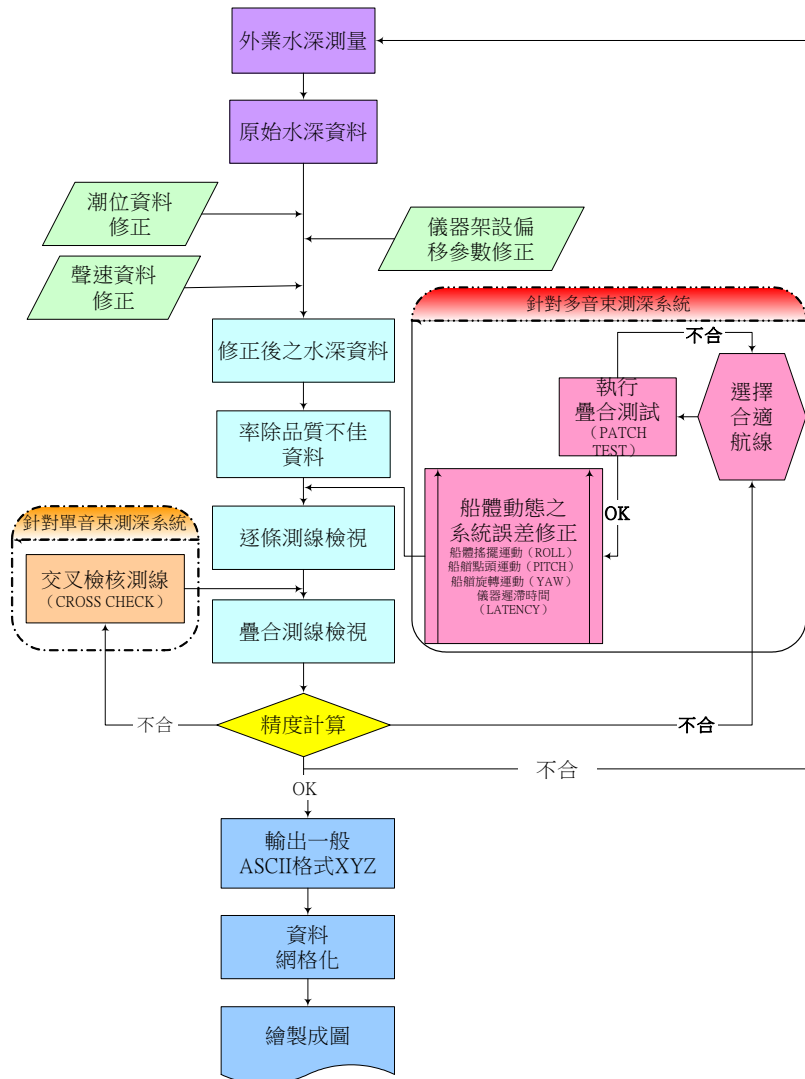 外業水深測量
原始水深資料
潮位資料
修正
儀器架設偏
移參數修正
聲速資料
修正
針對多音束測深系統
修正後之水深資料
不合
執行
疊合測試
(PATCH
TEST)
選擇
合適
航線
率除品質不佳
資料
OK
船體動態之
系統誤差修正
船體搖擺運動(ROLL)
船艏點頭運動(PITCH)
船艏旋轉運動(YAW)
儀器遲滯時間
(LATENCY)
針對單音束測深系統
逐條測線檢視
交叉檢核測線
(CROSS CHECK)
疊合測線檢視
不合
精度計算
不合
不合
OK
輸出一般
ASCII格式XYZ
資料
網格化
繪製成圖